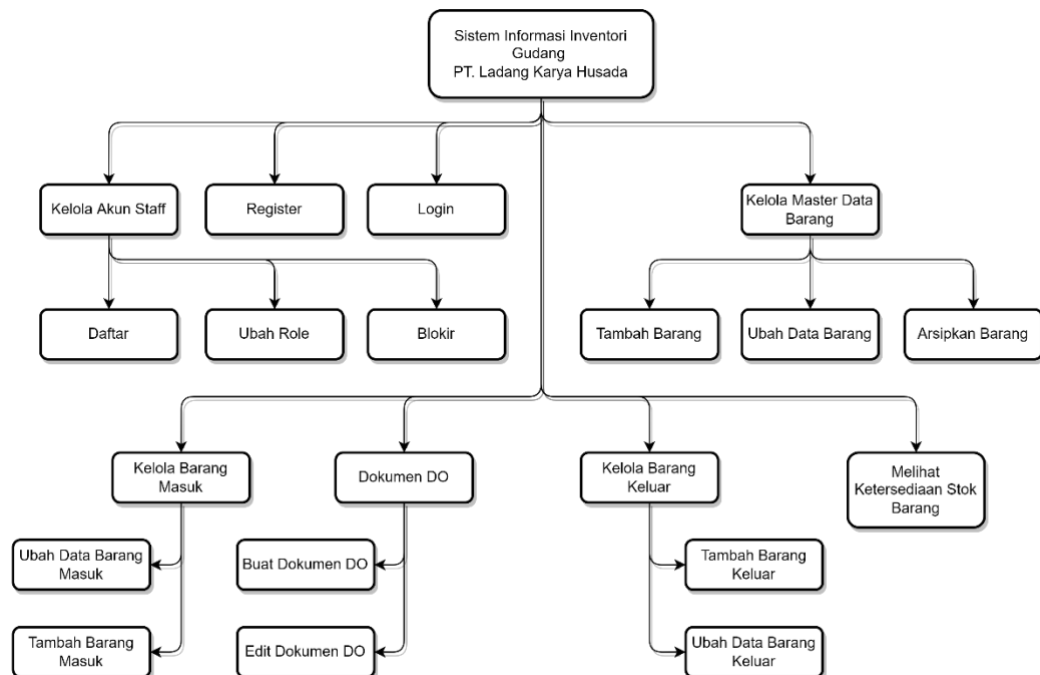 Sistem Informasi Inventori
Gudang
PT. Ladang Karya Husada
Kelola Akun Staff
Register
Login
Kelola Master Data
Barang
Daftar
Ubah Role
Blokir
Tambah Barang
Ubah Data Barang
Arsipkan Barang
Kelola Barang
Masuk
Dokumen DO
Kelola Barang
Keluar
Melihat
Ketersediaan Stok
Barang
Ubah Data Barang
Masuk
Buat Dokumen DO
Tambah Barang
Keluar
Tambah Barang
Masuk
Edit Dokumen DO
Ubah Data Barang
Keluar